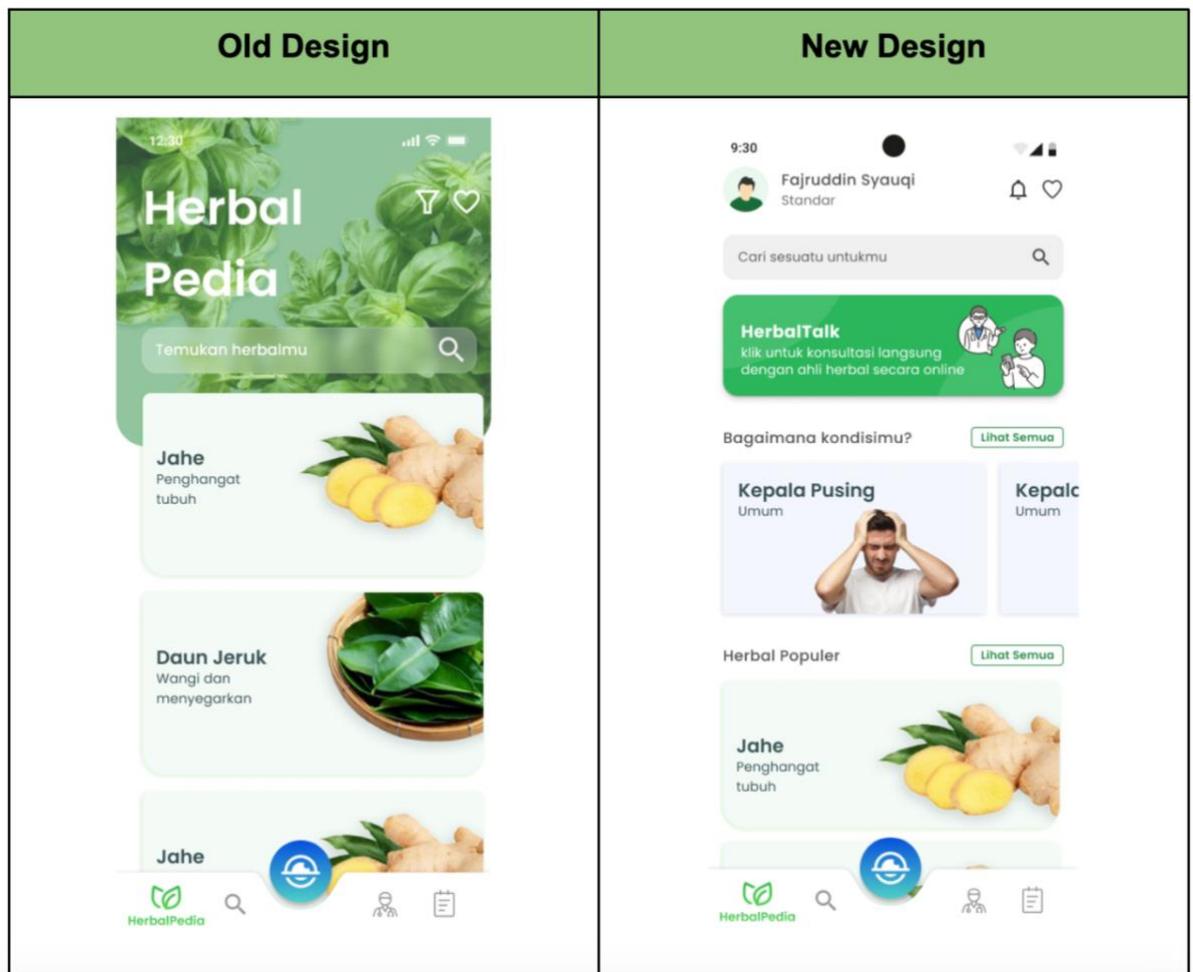 Old Design
New Design
12:30
Herbal
Pedia
Temukan herbalmu
Jahe
Penghangat
tubuh
Daun Jeruk
Wangi dan
menyegarkan
Jahe
HerbalPedia
9:30
Fajruddin Syauqi
Standar
Cari sesuatu untukmu
HerbalTalk
klik untuk konsultasi langsung
dengan ahli herbal secara online
Bagaimana kondisimu?
Lihat Semua
Kepala Pusing
Umum
Kepala
Umum
Herbal Populer
Lihat Semua
Jahe
Penghangat
tubuh
HerbalPedia